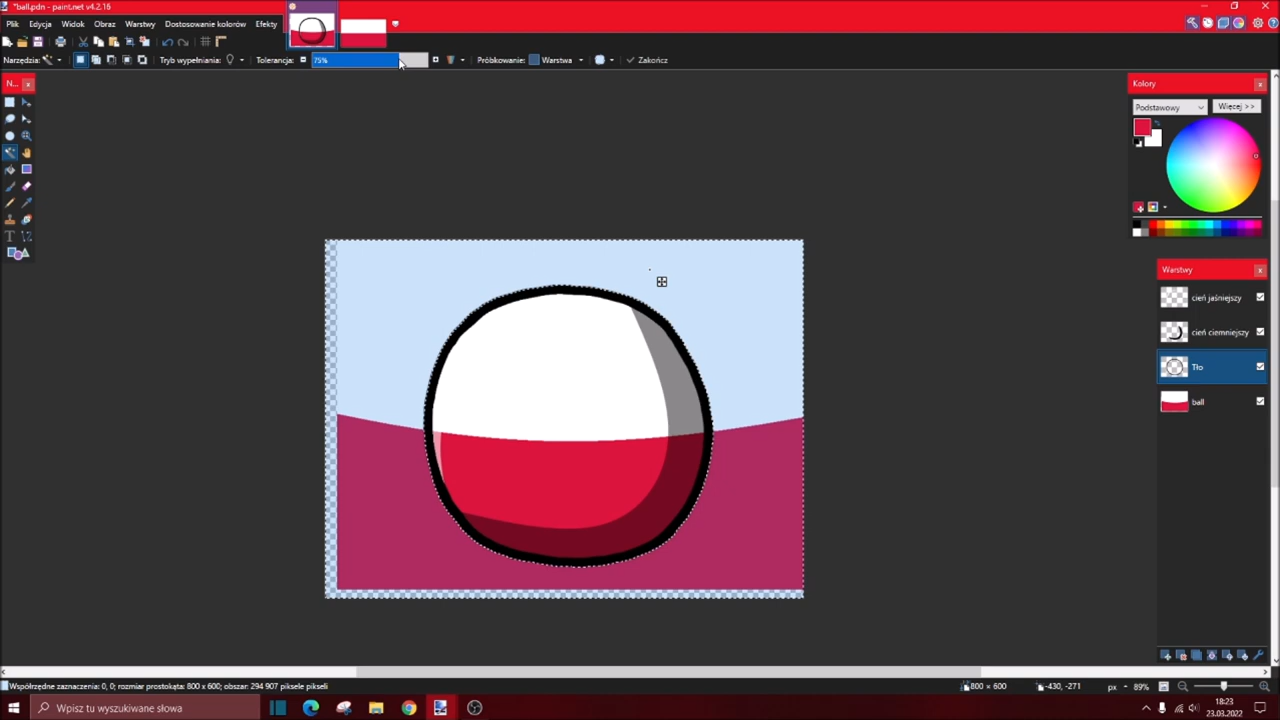 *ball.pdn - paint.net v4.2.16
Plik Edycja Widok Obraz Warstwy Dostosowanie kolorów Efekty
Narzędzia: Tryb wypełniania: Tolerancja: 75% Próbkowanie: Warstwa Zakończ
N...
Kolory
Podstawowy Więcej >>
Warstwy
cień jaśniejszy
cień ciemniejszy
Tło
ball
Współrzędne zaznaczenia: 0, 0; rozmiar prostokąta: 800 x 600; obszar: 294 907 piksele pikseli 800 × 600 -430, -271 px 89%
Wpisz tu wyszukiwane słowa
18:23
23.03.2022